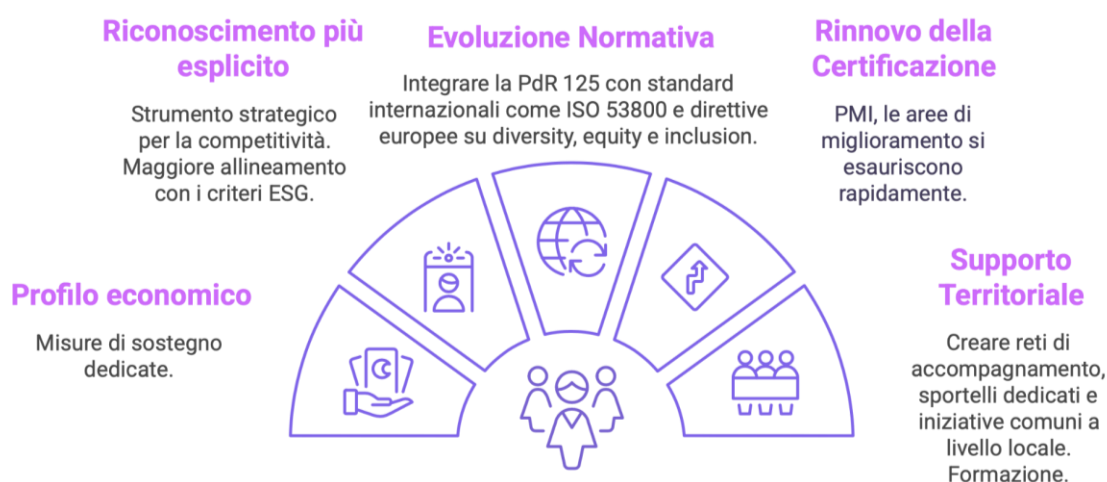 Riconoscimento più
esplicito
Strumento strategico
per la competitività.
Maggiore allineamento
con i criteri ESG.
Evoluzione Normativa
Integrare la PdR 125 con standard
internazionali come ISO 53800 e direttive
europee su diversity, equity e inclusion.
Rinnovo della
Certificazione
PMI, le aree di
miglioramento si
esauriscono
rapidamente.
Profilo economico
Misure di sostegno
dedicate.
Supporto
Territoriale
Creare reti di
accompagnamento,
sportelli dedicati e
iniziative comuni a
livello locale.
Formazione.